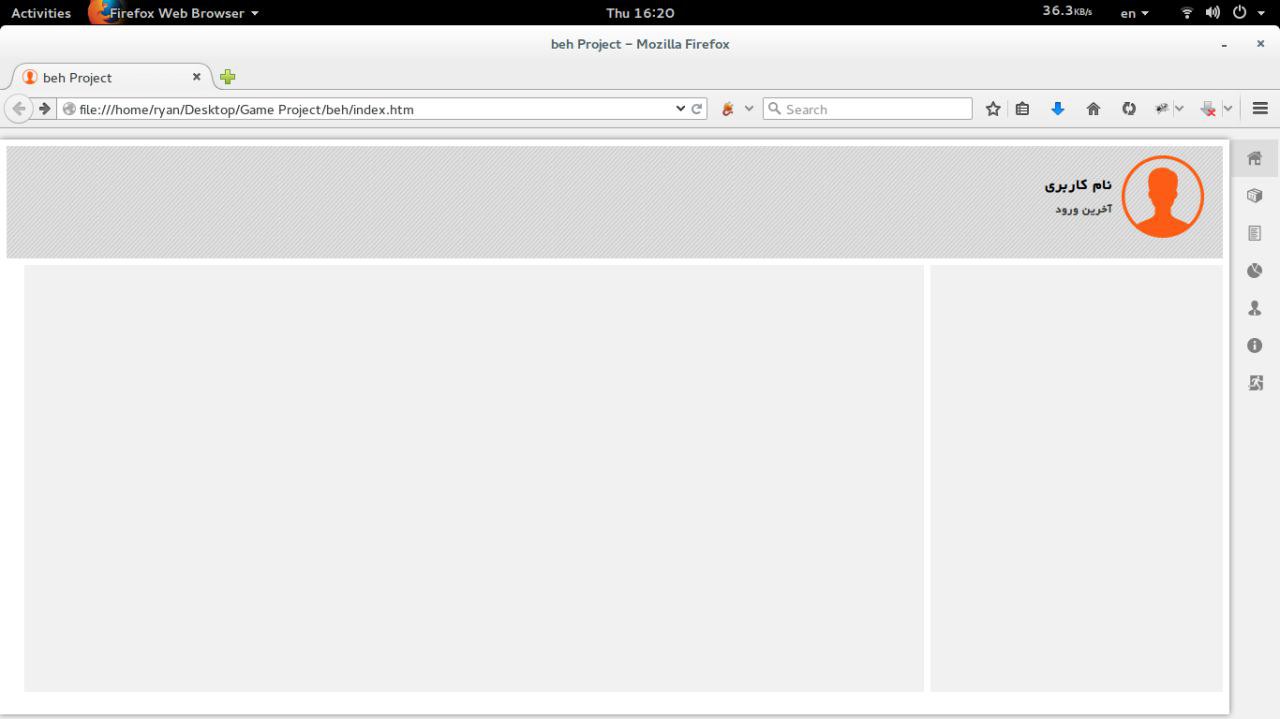 Activities Firefox Web Browser Thu 16:20 36.3KB/s en
beh Project - Mozilla Firefox
beh Project
file:///home/ryan/Desktop/Game Project/beh/index.htm Search
نام کاربری
آخرین ورود